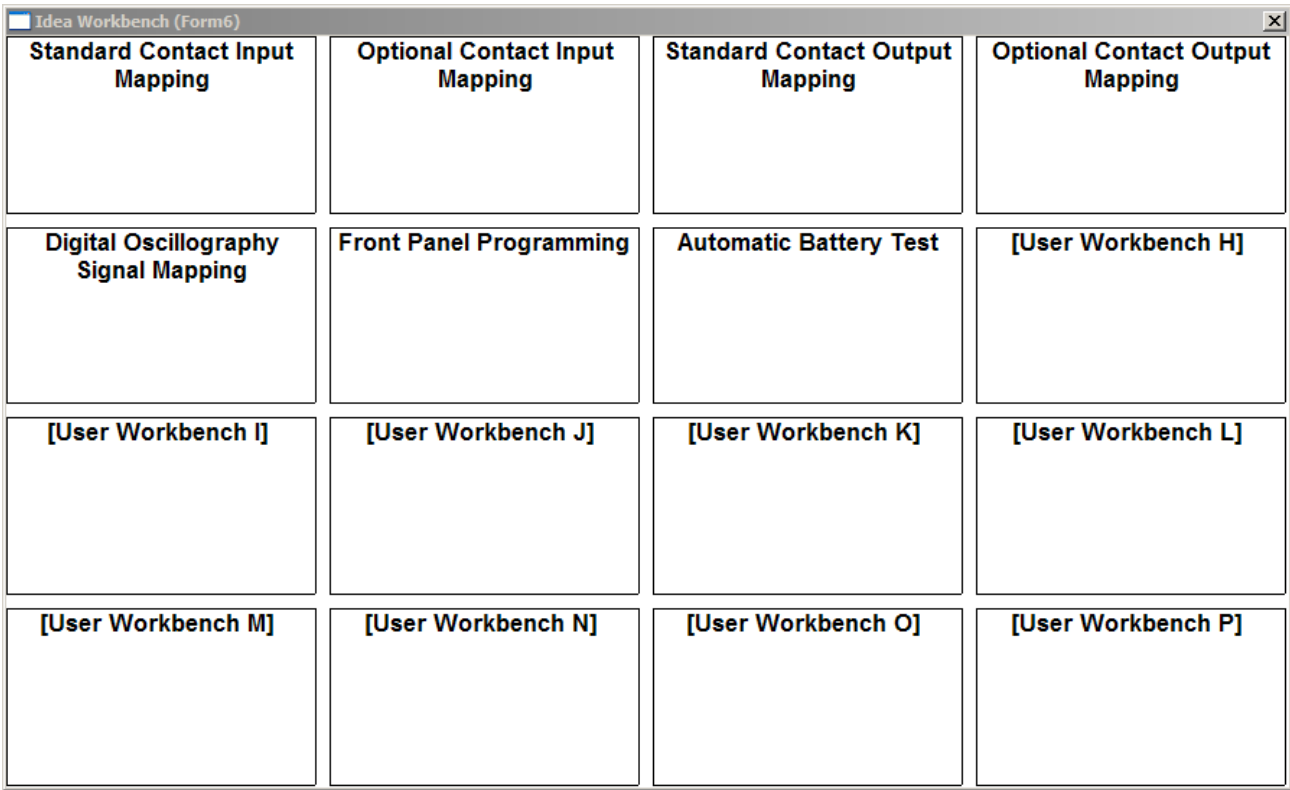 Idea Workbench (Form6)
Standard Contact Input
Mapping
Optional Contact Input
Mapping
Standard Contact Output
Mapping
Optional Contact Output
Mapping
Digital Oscillography
Signal Mapping
Front Panel Programming
Automatic Battery Test
[User Workbench H]
[User Workbench I]
[User Workbench J]
[User Workbench K]
[User Workbench L]
[User Workbench M]
[User Workbench N]
[User Workbench O]
[User Workbench P]